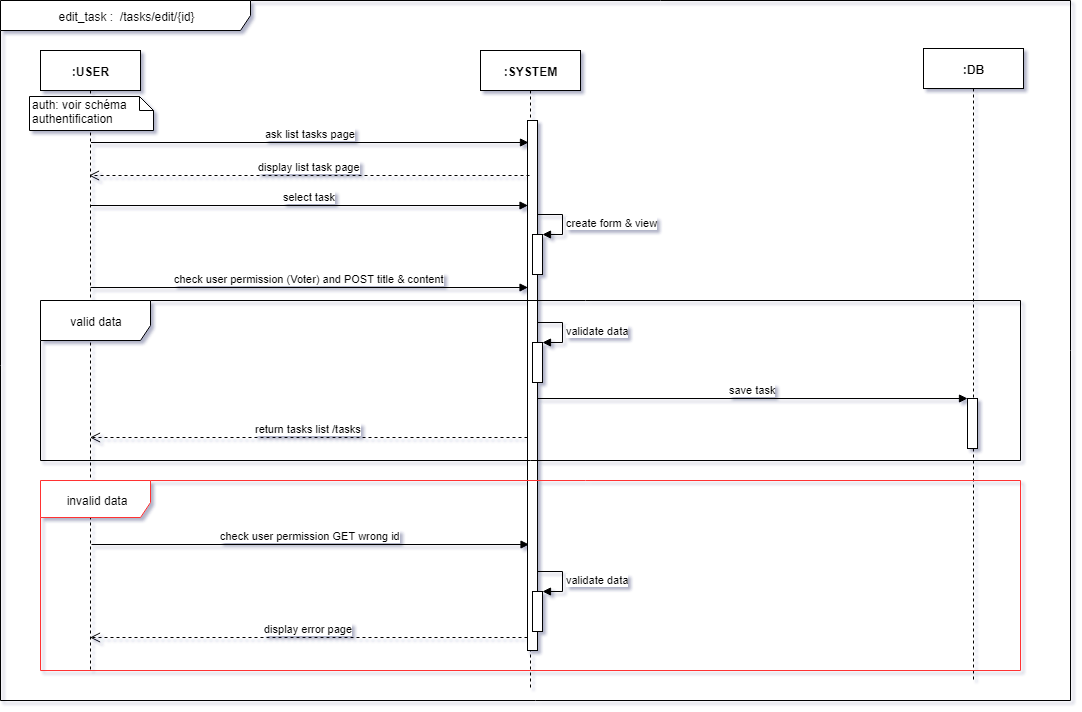 edit_task : /tasks/edit/{id}
:USER
:SYSTEM
:DB
auth: voir schéma
authentification
ask list tasks page
display list task page
select task
create form & view
check user permission (Voter) and POST title & content
valid data
validate data
save task
return tasks list /tasks
invalid data
check user permission GET wrong id
validate data
display error page